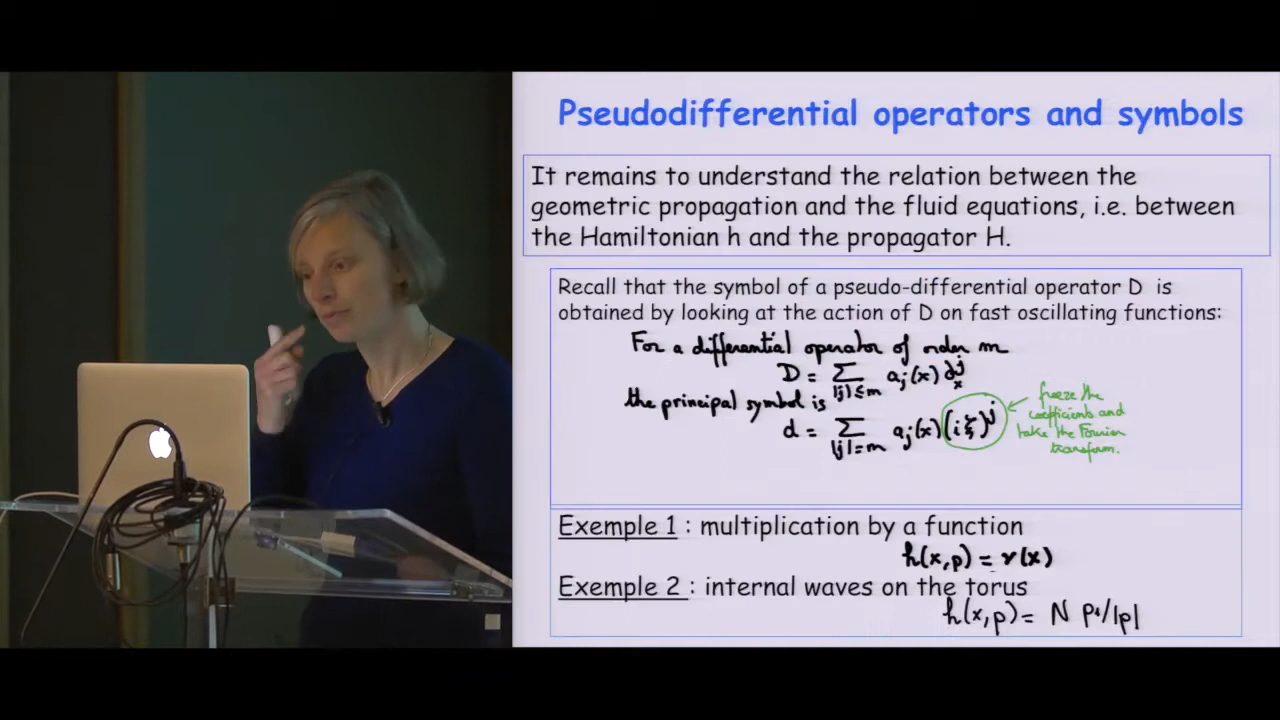 Pseudodifferential operators and symbols
It remains to understand the relation between the
geometric propagation and the fluid equations, i.e. between
the Hamiltonian h and the propagator H.
Recall that the symbol of a pseudo-differential operator D is
obtained by looking at the action of D on fast oscillating functions:
For a differential operator of order m
D = ∑_{|j|≤m} a_j(x) ∂_x^j
the principal symbol is
d = ∑_{|j|=m} a_j(x) (iξ)^j
freeze the
coefficients and
take the Fourier
transform.
Exemple 1 : multiplication by a function
h(x,p) = r(x)
Exemple 2 : internal waves on the torus
h(x,p) = N p₁/|p|